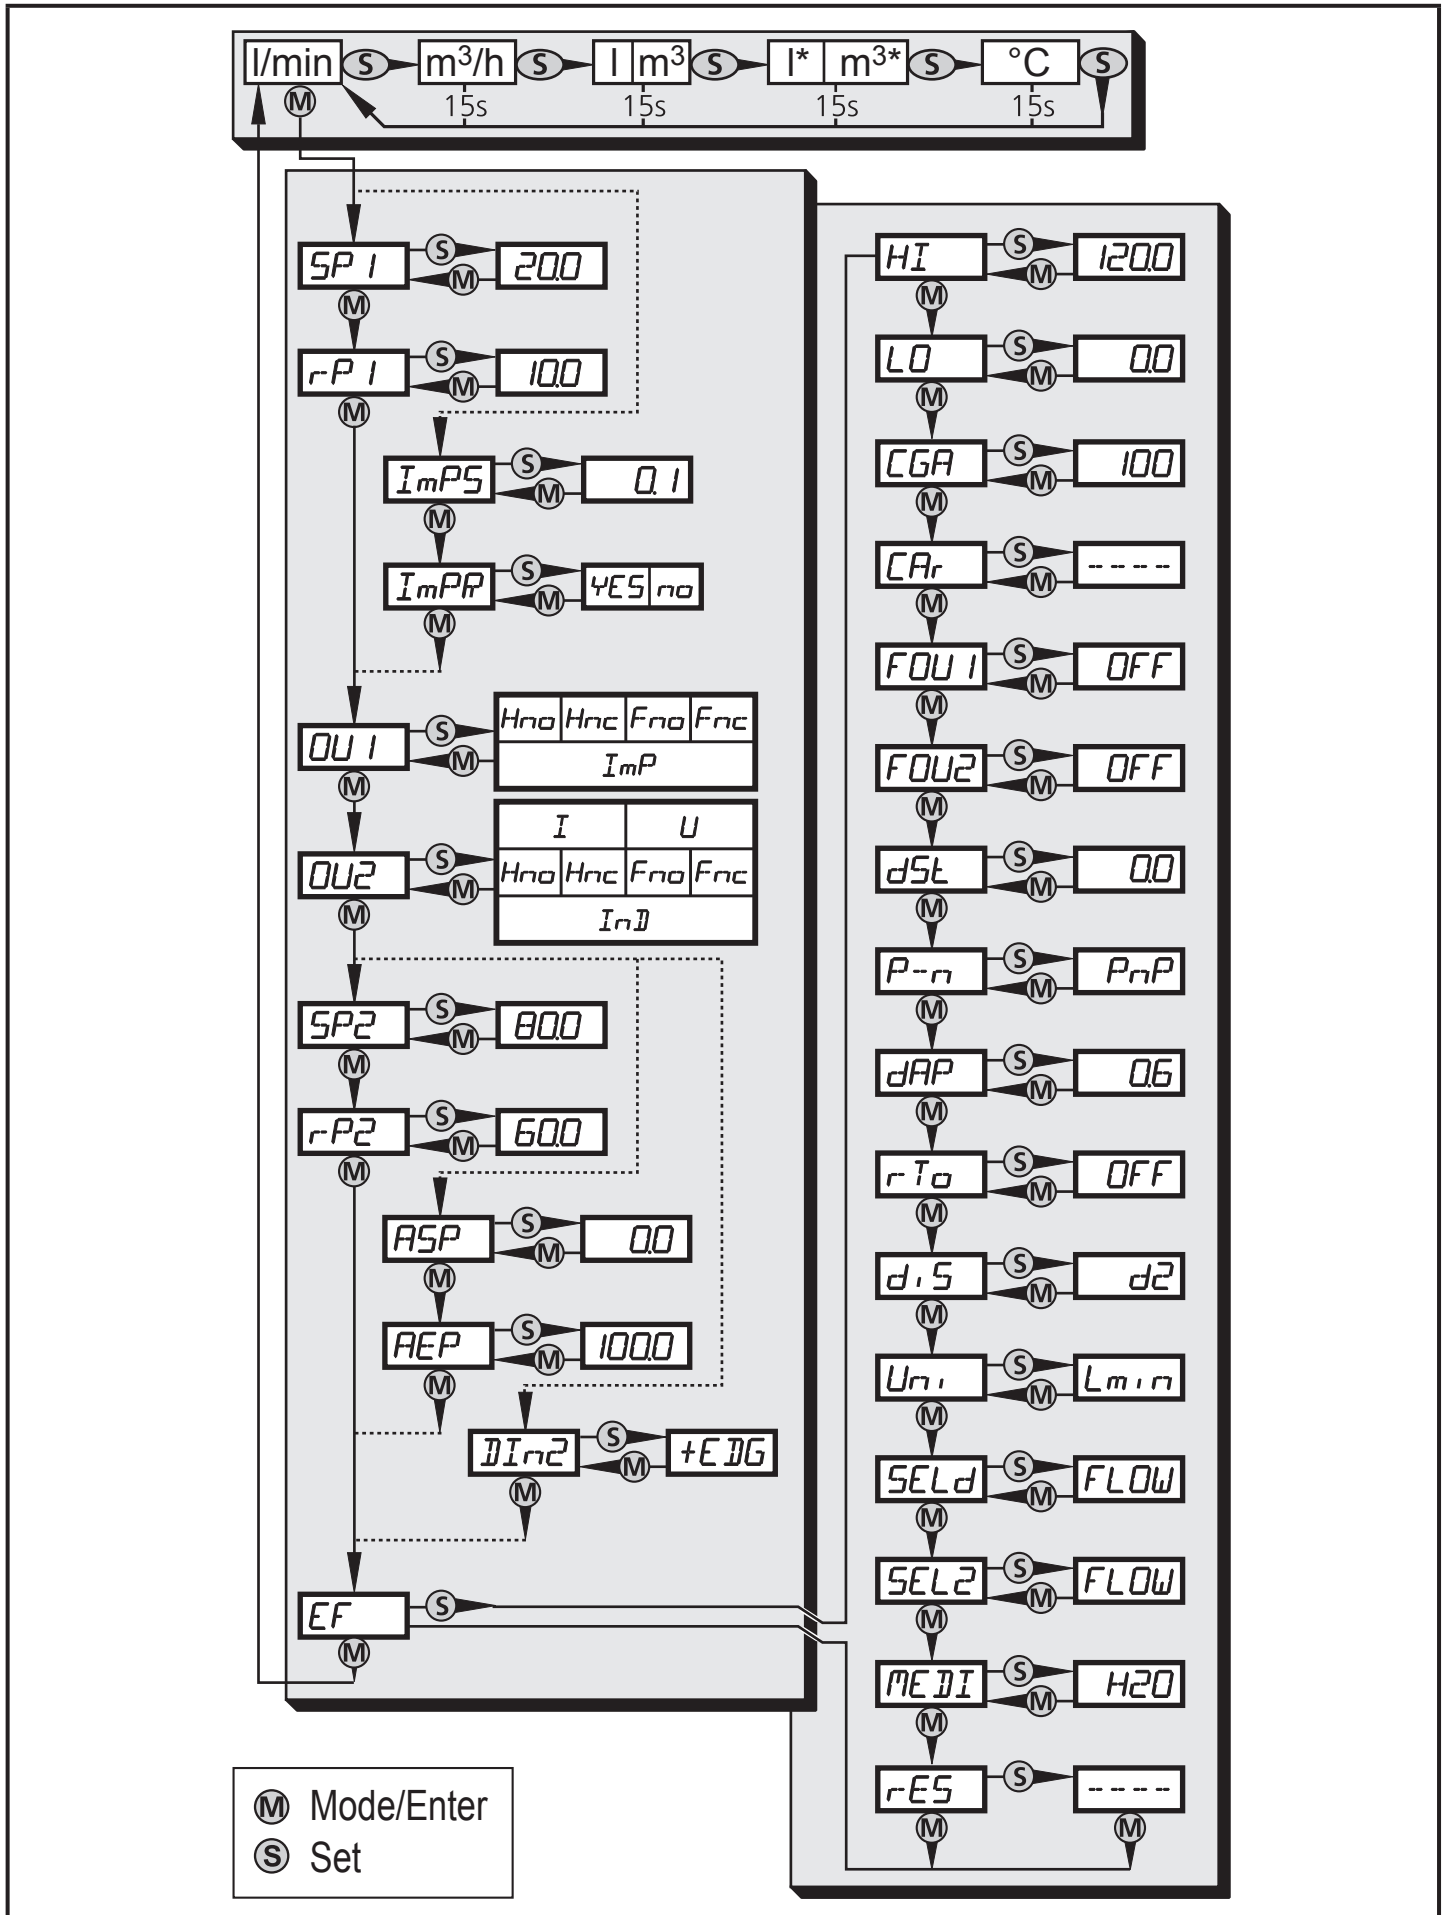 l/min S m³/h S l m³ S l* m³* S °C S
M 15s 15s 15s 15s
SP1 S 20.0
M
M
rP1 S 10.0
M
M
ImPS S 0.1
M
M
ImPR S YES no
M
M
OU1 S Hno Hnc Fno Fnc
M ImP
M
I U
OU2 S Hno Hnc Fno Fnc
M InD
M
SP2 S 80.0
M
M
rP2 S 60.0
M
M
ASP S 0.0
M
M
AEP S 100.0
M
M
DIn2 S +EDG
M
M
EF S
M
HI S 120.0
M
M
LO S 0.0
M
M
CGA S 100
M
M
CAr S ----
M
M
FOU1 S OFF
M
M
FOU2 S OFF
M
M
dSt S 0.0
M
M
P-n S PnP
M
M
dAP S 0.6
M
M
rTo S OFF
M
M
diS S d2
M
M
Uni S Lmin
M
M
SELd S FLOW
M
M
SEL2 S FLOW
M
M
MEDI S H2O
M
M
rES S ----
M M
M Mode/Enter
S Set